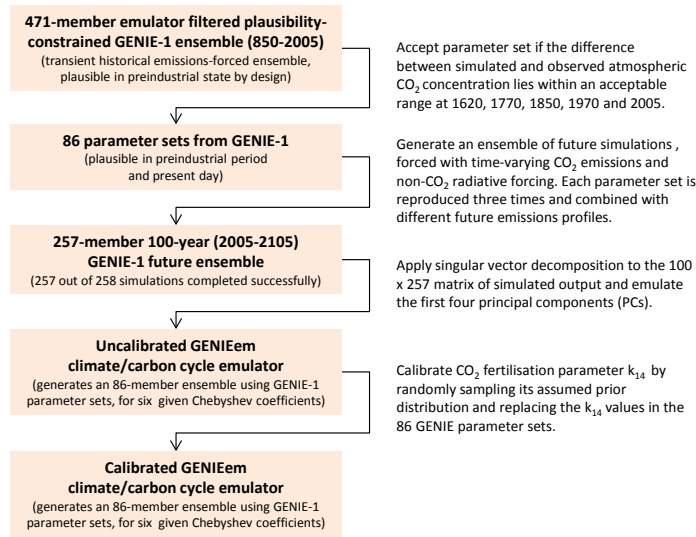 471-member emulator filtered plausibility-
constrained GENIE-1 ensemble (850-2005)
(transient historical emissions-forced ensemble,
plausible in preindustrial state by design)
Accept parameter set if the difference
between simulated and observed atmospheric
CO2 concentration lies within an acceptable
range at 1620, 1770, 1850, 1970 and 2005.
86 parameter sets from GENIE-1
(plausible in preindustrial period
and present day)
Generate an ensemble of future simulations ,
forced with time-varying CO2 emissions and
non-CO2 radiative forcing. Each parameter set is
reproduced three times and combined with
different future emissions profiles.
257-member 100-year (2005-2105)
GENIE-1 future ensemble
(257 out of 258 simulations completed successfully)
Apply singular vector decomposition to the 100
x 257 matrix of simulated output and emulate
the first four principal components (PCs).
Uncalibrated GENIEem
climate/carbon cycle emulator
(generates an 86-member ensemble using GENIE-1
parameter sets, for six given Chebyshev coefficients)
Calibrate CO2 fertilisation parameter k14 by
randomly sampling its assumed prior
distribution and replacing the k14 values in the
86 GENIE parameter sets.
Calibrated GENIEem
climate/carbon cycle emulator
(generates an 86-member ensemble using GENIE-1
parameter sets, for six given Chebyshev coefficients)